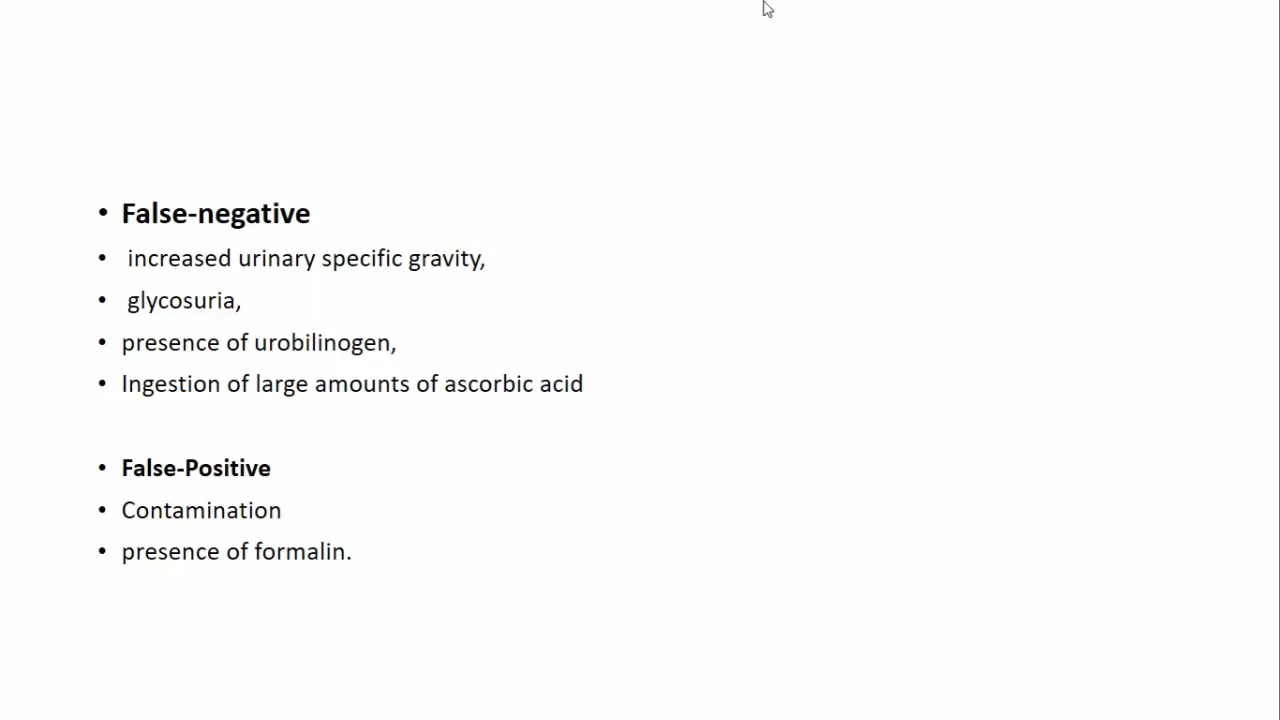 • False-negative
• increased urinary specific gravity,
• glycosuria,
• presence of urobilinogen,
• Ingestion of large amounts of ascorbic acid
• False-Positive
• Contamination
• presence of formalin.